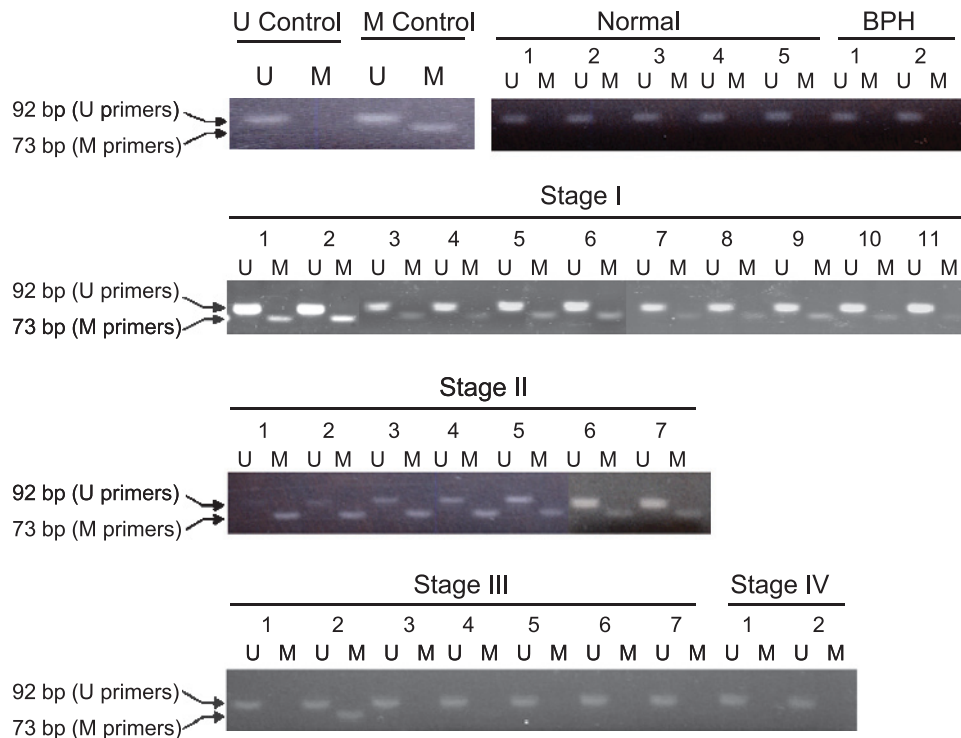 U Control M Control Normal BPH
1 2 3 4 5 1 2
U M U M U M U M U M U M U M U M U M
92 bp (U primers)
73 bp (M primers)
Stage I
1 2 3 4 5 6 7 8 9 10 11
U M U M U M U M U M U M U M U M U M U M U M
92 bp (U primers)
73 bp (M primers)
Stage II
1 2 3 4 5 6 7
U M U M U M U M U M U M U M
92 bp (U primers)
73 bp (M primers)
Stage III Stage IV
1 2 3 4 5 6 7 1 2
U M U M U M U M U M U M U M U M U M
92 bp (U primers)
73 bp (M primers)